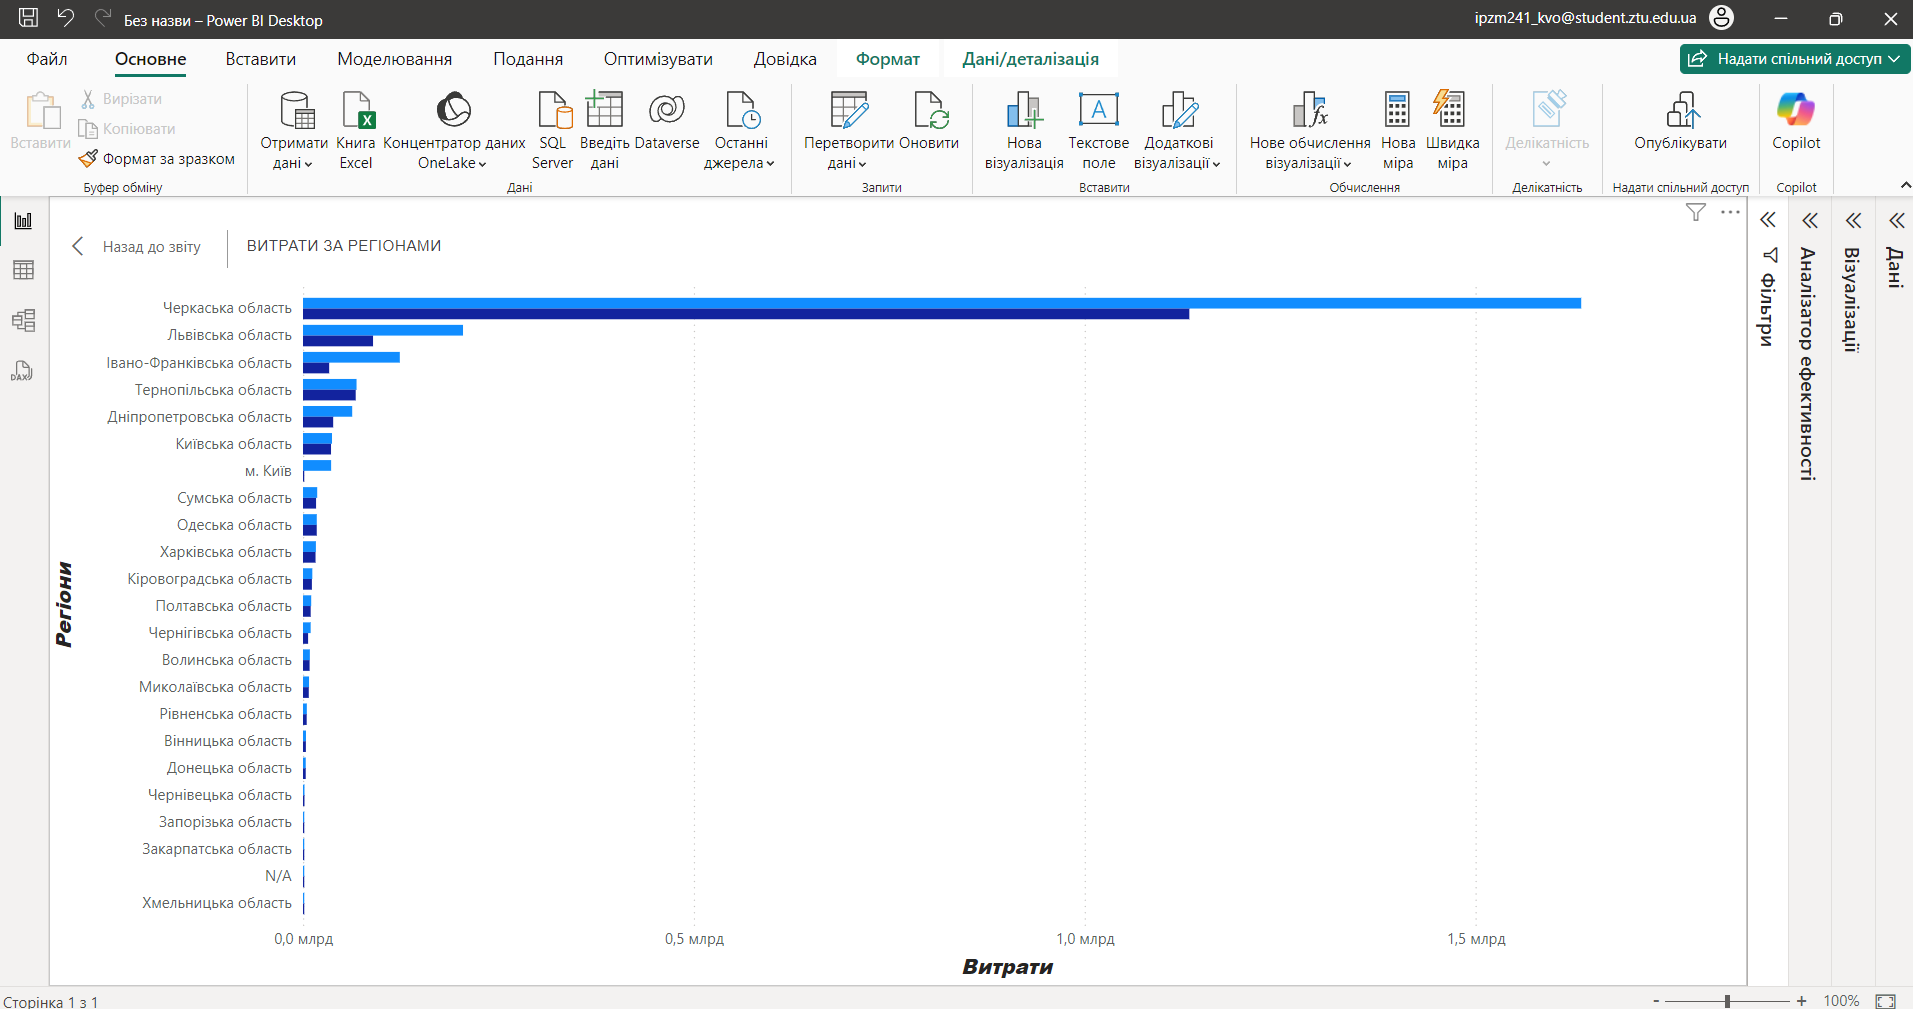 Без назви – Power BI Desktop
ipzm241_kvo@student.ztu.edu.ua
Файл Основне Вставити Моделювання Подання Оптимізувати Довідка Формат Дані/деталізація Надати спільний доступ
Вставити
Вирізати
Копіювати
Формат за зразком
Буфер обміну
Отримати дані
Книга Excel
Концентратор даних OneLake
SQL Server
Введіть дані
Dataverse
Останні джерела
Дані
Перетворити дані
Оновити
Запити
Нова візуалізація
Текстове поле
Додаткові візуалізації
Вставити
Нове обчислення візуалізації
Нова міра
Швидка міра
Обчислення
Делікатність
Делікатність
Опублікувати
Надати спільний доступ
Copilot
Copilot
DAX
Назад до звіту
ВИТРАТИ ЗА РЕГІОНАМИ
Регіони
Черкаська область
Львівська область
Івано-Франківська область
Тернопільська область
Дніпропетровська область
Київська область
м. Київ
Сумська область
Одеська область
Харківська область
Кіровоградська область
Полтавська область
Чернігівська область
Волинська область
Миколаївська область
Рівненська область
Вінницька область
Донецька область
Чернівецька область
Запорізька область
Закарпатська область
N/A
Хмельницька область
0,0 млрд 0,5 млрд 1,0 млрд 1,5 млрд
Витрати
Фільтри
Аналізатор ефективності
Візуалізації
Дані
Сторінка 1 з 1
- + 100%